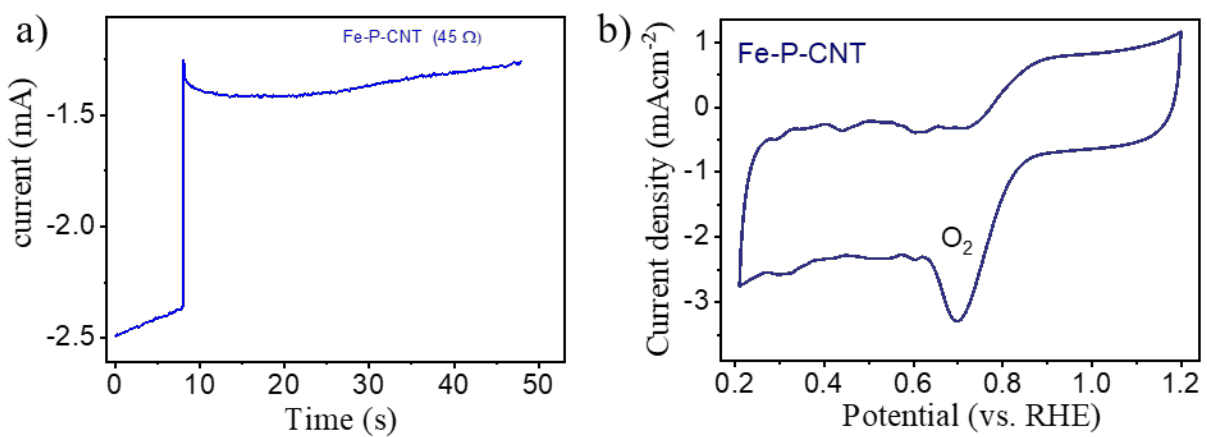 a)
Fe-P-CNT (45 Ω)
current (mA)
-1.5
-2.0
-2.5
0
10
20
30
40
50
Time (s)
b)
Fe-P-CNT
O₂
Current density (mAcm⁻²)
1
0
-1
-2
-3
0.2
0.4
0.6
0.8
1.0
1.2
Potential (vs. RHE)